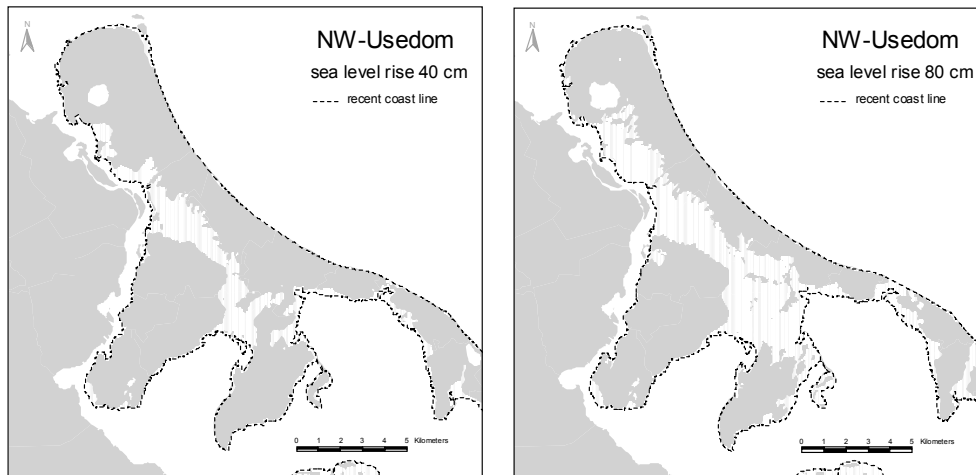 N
NW-Usedom
sea level rise 40 cm
recent coast line
0 1 2 3 4 5 Kilometers
N
NW-Usedom
sea level rise 80 cm
recent coast line
0 1 2 3 4 5 Kilometers